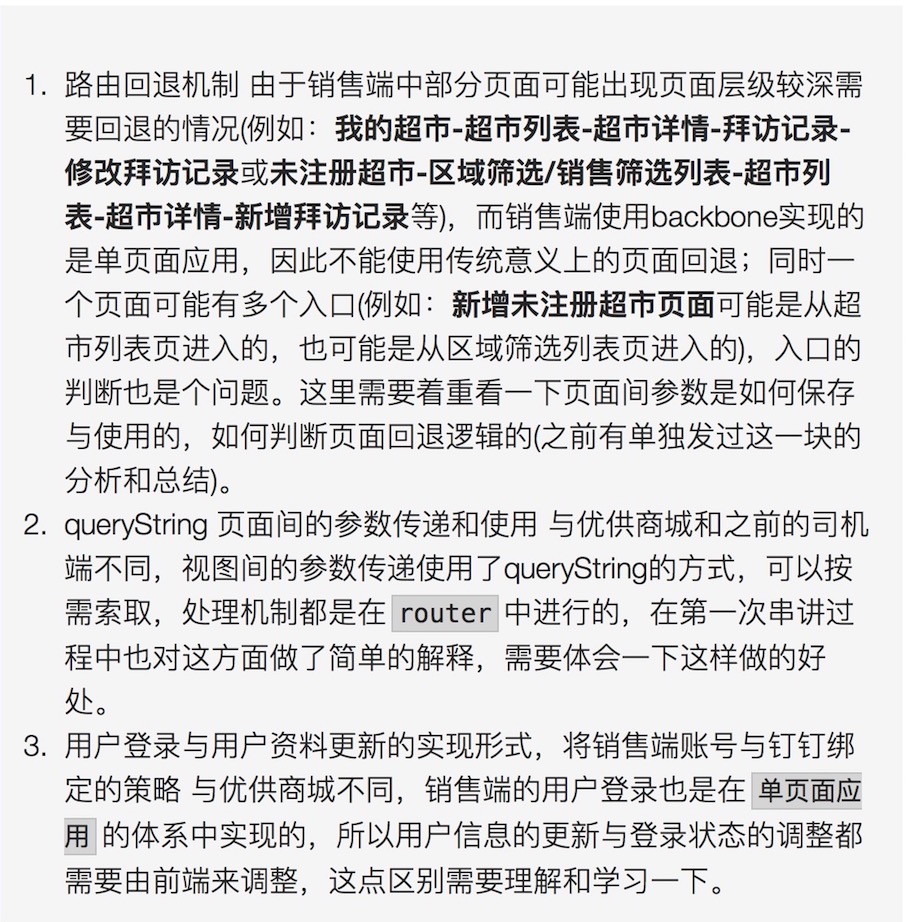 1. 路由回退机制 由于销售端中部分页面可能出现页面层级较深需
要回退的情况(例如：我的超市-超市列表-超市详情-拜访记录-
修改拜访记录或未注册超市-区域筛选/销售筛选列表-超市列
表-超市详情-新增拜访记录等)，而销售端使用backbone实现的
是单页面应用，因此不能使用传统意义上的页面回退；同时一
个页面可能有多个入口(例如：新增未注册超市页面可能是从超
市列表页进入的，也可能是从区域筛选列表页进入的)，入口的
判断也是个问题。这里需要着重看一下页面间参数是如何保存
与使用的，如何判断页面回退逻辑的(之前有单独发过这一块的
分析和总结)。
2. queryString 页面间的参数传递和使用 与优供商城和之前的司机
端不同，视图间的参数传递使用了queryString的方式，可以按
需索取，处理机制都是在 router 中进行的，在第一次串讲过
程中也对这方面做了简单的解释，需要体会一下这样做的好
处。
3. 用户登录与用户资料更新的实现形式，将销售端账号与钉钉绑
定的策略 与优供商城不同，销售端的用户登录也是在 单页面应
用 的体系中实现的，所以用户信息的更新与登录状态的调整都
需要由前端来调整，这点区别需要理解和学习一下。